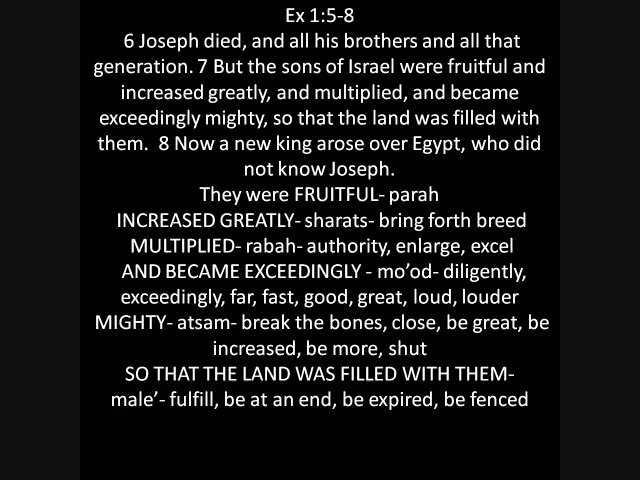 Ex 1:5-8
6 Joseph died, and all his brothers and all that
generation. 7 But the sons of Israel were fruitful and
increased greatly, and multiplied, and became
exceedingly mighty, so that the land was filled with
them.  8 Now a new king arose over Egypt, who did
not know Joseph.
They were FRUITFUL- parah
INCREASED GREATLY- sharats- bring forth breed
MULTIPLIED- rabah- authority, enlarge, excel
AND BECAME EXCEEDINGLY - mo’od- diligently,
exceedingly, far, fast, good, great, loud, louder
MIGHTY- atsam- break the bones, close, be great, be
increased, be more, shut
SO THAT THE LAND WAS FILLED WITH THEM-
male’- fulfill, be at an end, be expired, be fenced